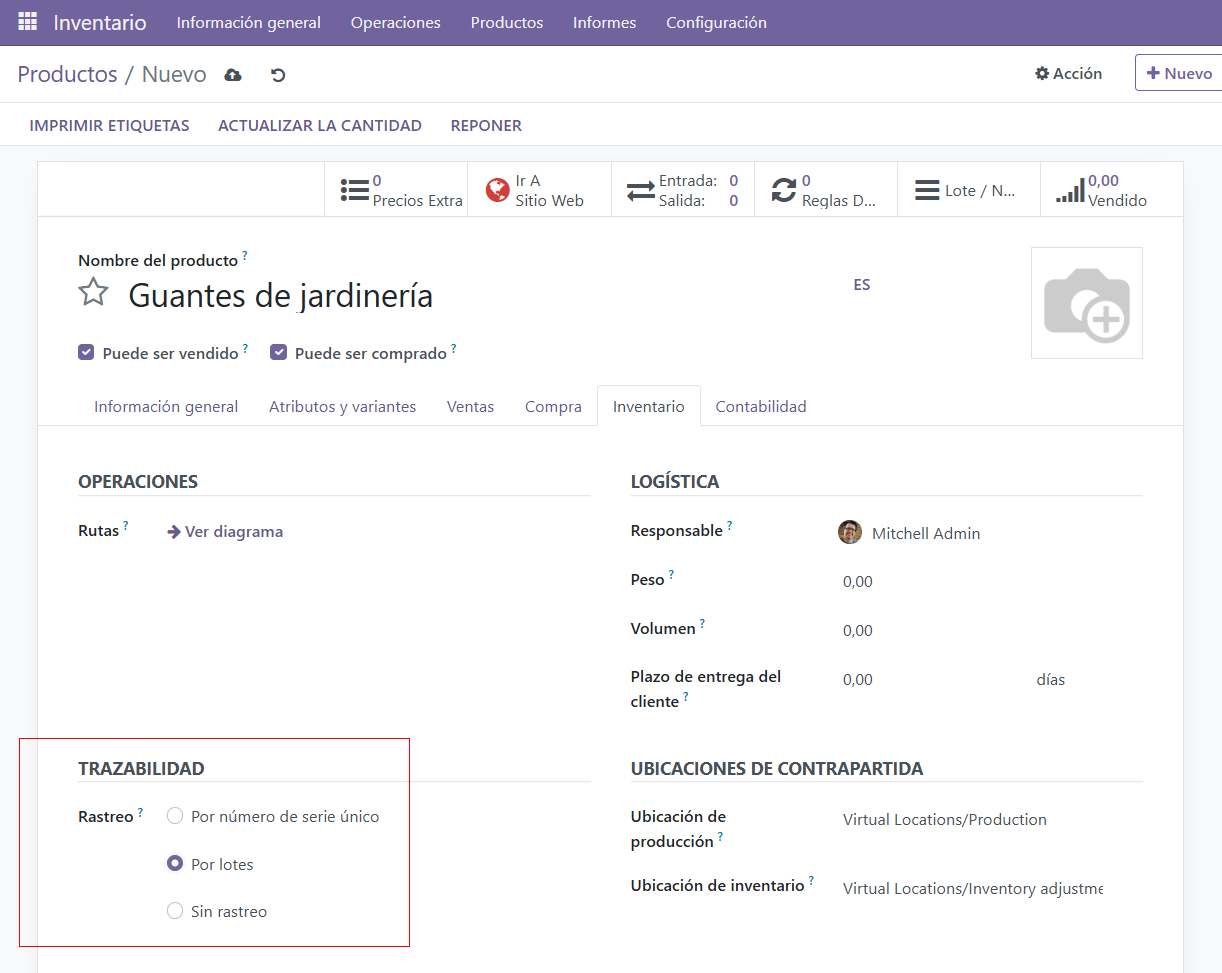 Inventario Información general Operaciones Productos Informes Configuración
Productos / Nuevo Acción + Nuevo
IMPRIMIR ETIQUETAS ACTUALIZAR LA CANTIDAD REPONER
0 Precios Extra
Ir A Sitio Web
Entrada: 0
Salida: 0
0 Reglas D...
Lote / N...
0,00 Vendido
Nombre del producto ?
Guantes de jardinería ES
Puede ser vendido ? Puede ser comprado ?
Información general Atributos y variantes Ventas Compra Inventario Contabilidad
OPERACIONES
Rutas ? Ver diagrama
LOGÍSTICA
Responsable ? Mitchell Admin
Peso ? 0,00
Volumen ? 0,00
Plazo de entrega del cliente ? 0,00 días
TRAZABILIDAD
Rastreo ? Por número de serie único
Por lotes
Sin rastreo
UBICACIONES DE CONTRAPARTIDA
Ubicación de producción ? Virtual Locations/Production
Ubicación de inventario ? Virtual Locations/Inventory adjustme